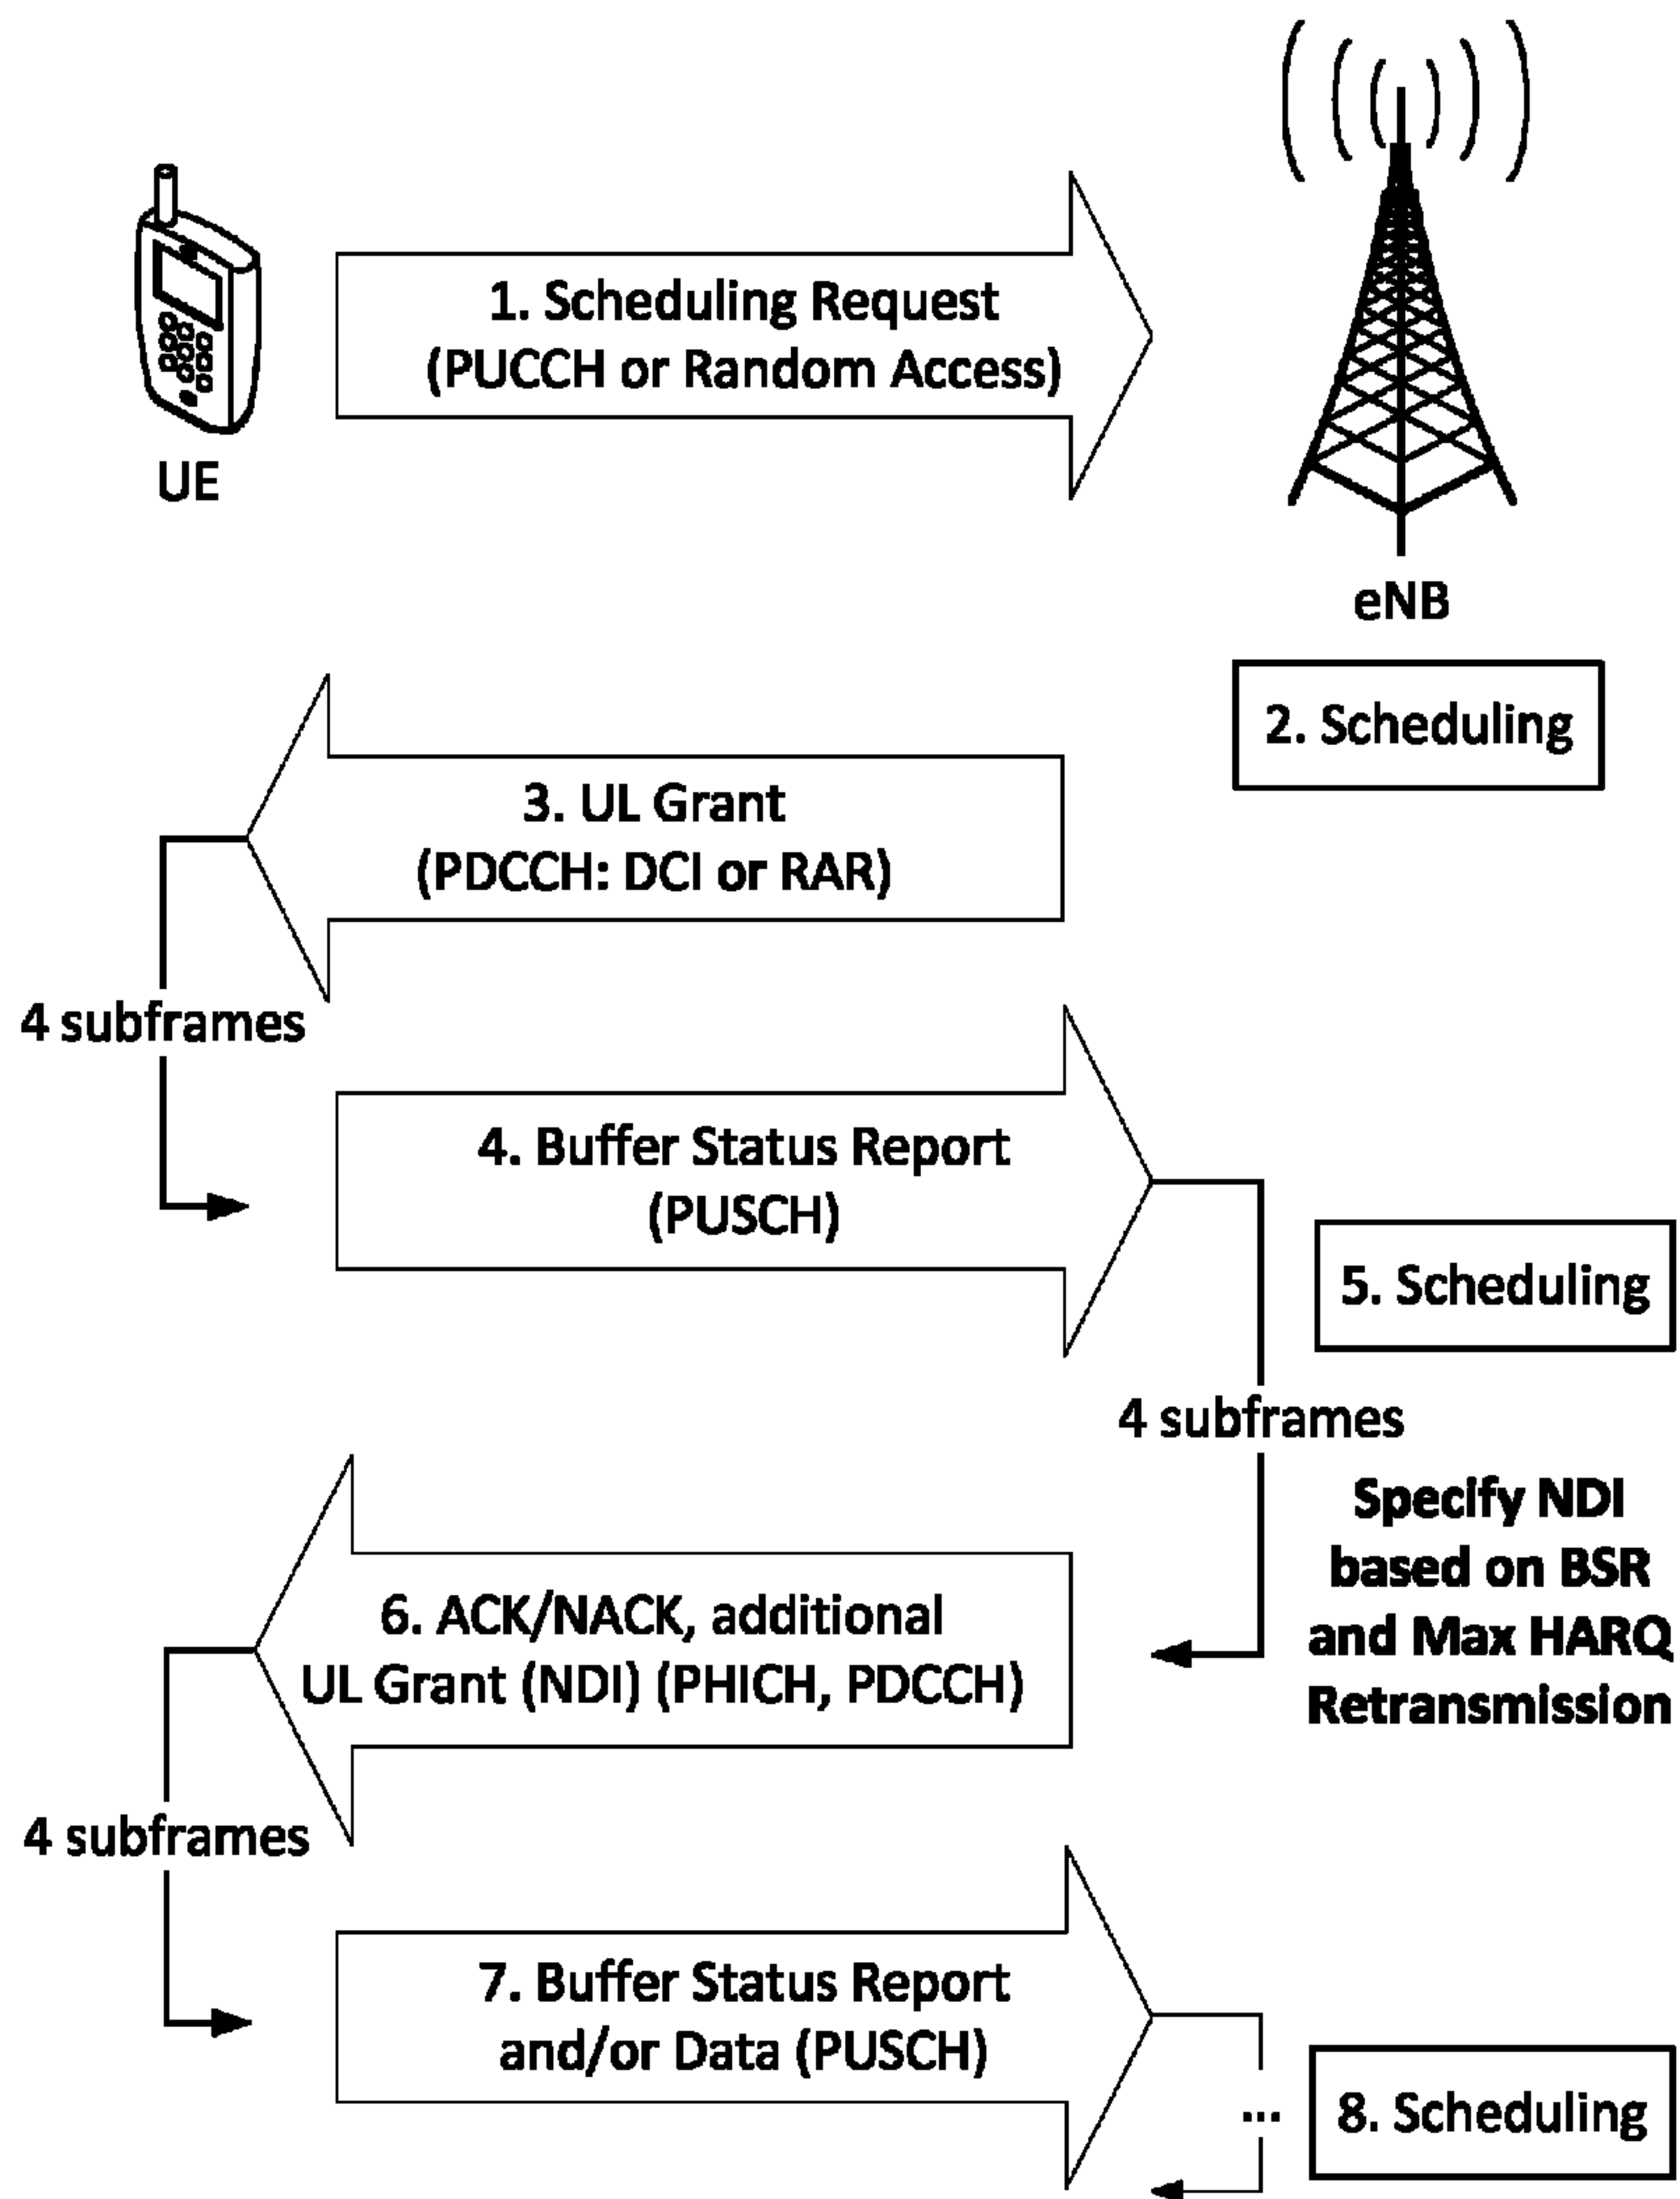 1. Scheduling Request
(PUCCH or Random Access)
UE
eNB
2. Scheduling
3. UL Grant
(PDCCH: DCI or RAR)
4 subframes
4. Buffer Status Report
(PUSCH)
5. Scheduling
4 subframes
Specify NDI
based on BSR
and Max HARQ
Retransmission
6. ACK/NACK, additional
UL Grant (NDI) (PHICH, PDCCH)
4 subframes
7. Buffer Status Report
and/or Data (PUSCH)
...
8. Scheduling